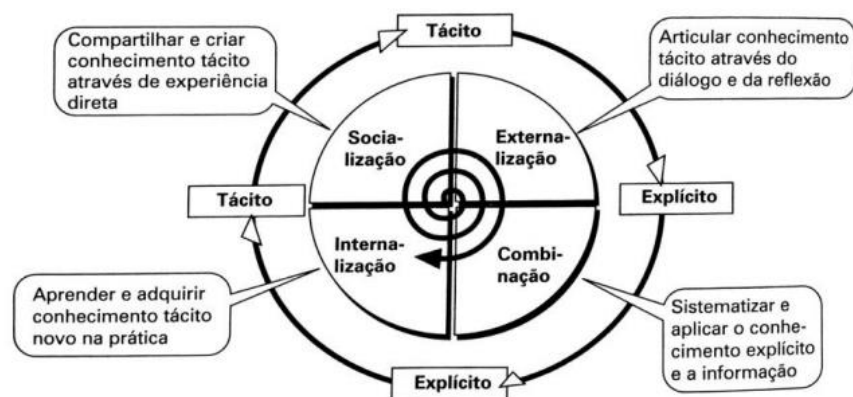 Tácito
Compartilhar e criar
conhecimento tácito
através de experiência
direta
Articular conhecimento
tácito através do
diálogo e da reflexão
Socia-
lização
Externa-
lização
Tácito
Explícito
Interna-
lização
Combi-
nação
Aprender e adquirir
conhecimento tácito
novo na prática
Sistematizar e
aplicar o conhe-
cimento explícito
e a informação
Explícito